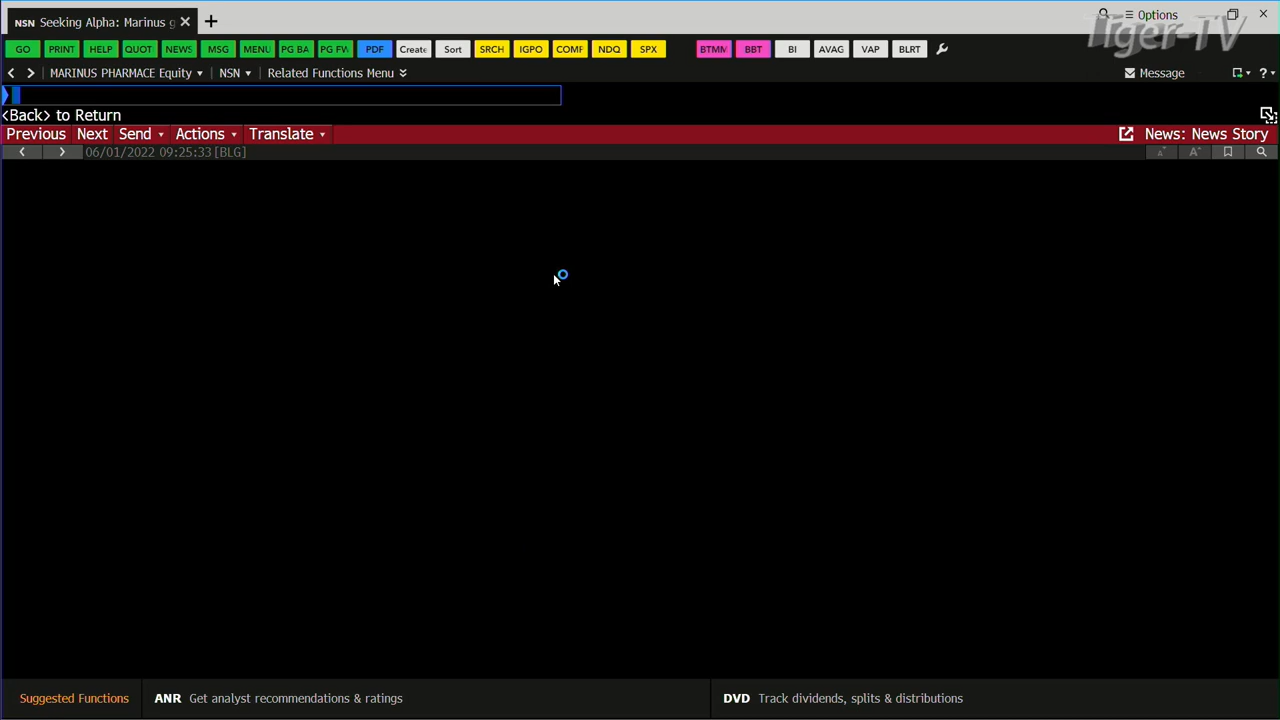 NSN Seeking Alpha: Marinus g
Options
Tiger-TV
GO PRINT HELP QUOT NEWS MSG MENU PG BA PG FW PDF Create Sort SRCH IGPO COMF NDQ SPX BTMM BBT BI AVAG VAP BLRT
MARINUS PHARMACE Equity NSN Related Functions Menu Message ?
<Back> to Return
Previous Next Send Actions Translate News: News Story
06/01/2022 09:25:33 [BLG]
Suggested Functions ANR Get analyst recommendations & ratings DVD Track dividends, splits & distributions